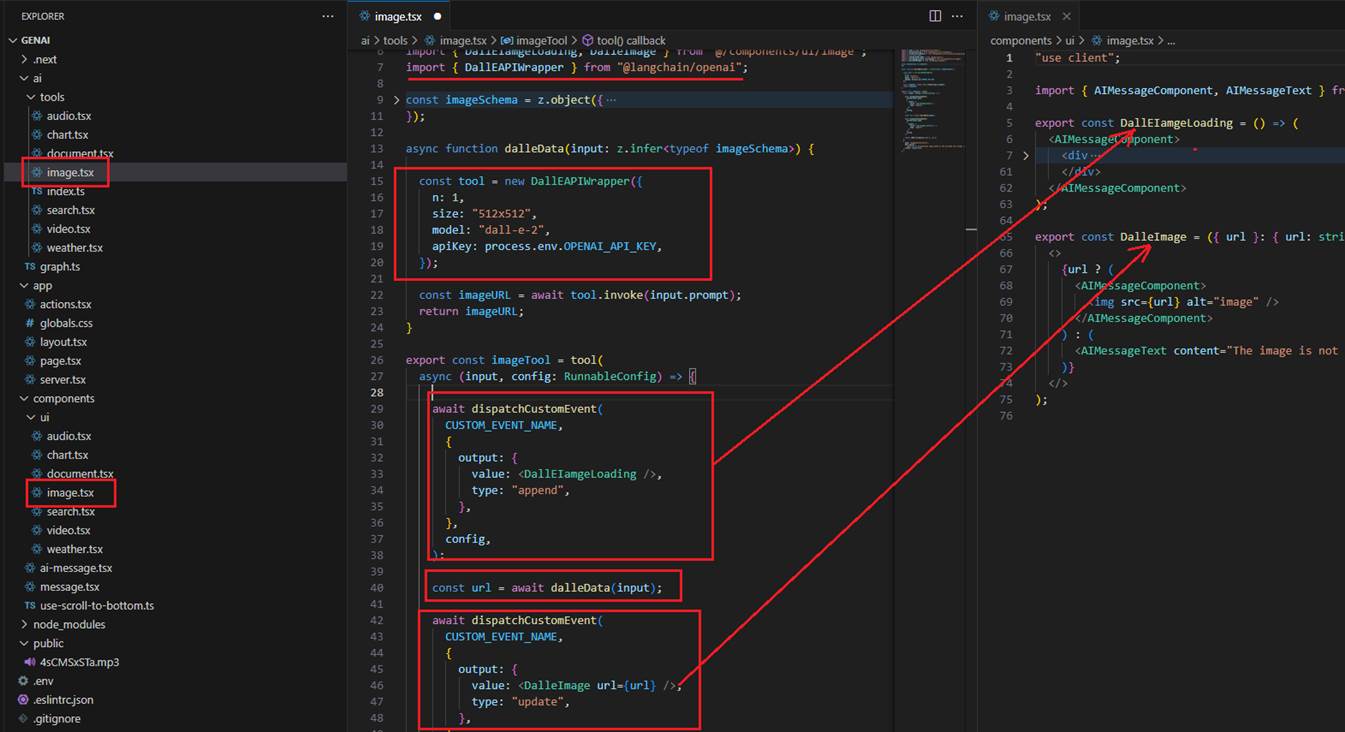 EXPLORER
GENAI
.next
ai
tools
audio.tsx
chart.tsx
document.tsx
image.tsx
index.ts
search.tsx
video.tsx
weather.tsx
graph.ts
app
actions.tsx
globals.css
layout.tsx
page.tsx
server.tsx
components
ui
audio.tsx
chart.tsx
document.tsx
image.tsx
search.tsx
video.tsx
weather.tsx
ai-message.tsx
message.tsx
use-scroll-to-bottom.ts
node_modules
public
4sCMSxSTa.mp3
.env
.eslintrc.json
.gitignore
image.tsx
ai > tools > image.tsx > imageTool > tool() callback
6 import { DallEIamgeLoading, DalleImage } from "@/components/ui/image";
7 import { DallEAPIWrapper } from "@langchain/openai";
8
9 const imageSchema = z.object({ ···
11 });
12
13 async function dalleData(input: z.infer<typeof imageSchema>) {
14
15 const tool = new DallEAPIWrapper({
16 n: 1,
17 size: "512x512",
18 model: "dall-e-2",
19 apiKey: process.env.OPENAI_API_KEY,
20 });
21
22 const imageURL = await tool.invoke(input.prompt);
23 return imageURL;
24 }
25
26 export const imageTool = tool(
27 async (input, config: RunnableConfig) => {
28
29 await dispatchCustomEvent(
30 CUSTOM_EVENT_NAME,
31 {
32 output: {
33 value: <DallEIamgeLoading />,
34 type: "append",
35 },
36 },
37 config,
38 );
39
40 const url = await dalleData(input);
41
42 await dispatchCustomEvent(
43 CUSTOM_EVENT_NAME,
44 {
45 output: {
46 value: <DalleImage url={url} />,
47 type: "update",
48 },
image.tsx
components > ui > image.tsx > ...
1 "use client";
2
3 import { AIMessageComponent, AIMessageText } fr
4
5 export const DallEIamgeLoading = () => (
6 <AIMessageComponent>
7 <div ···
61 </div>
62 </AIMessageComponent>
63 );
64
65 export const DalleImage = ({ url }: { url: stri
66 <>
67 {url ? (
68 <AIMessageComponent>
69 <img src={url} alt="image" />
70 </AIMessageComponent>
71 ) : (
72 <AIMessageText content="The image is not
73 )}
74 </>
75 );
76